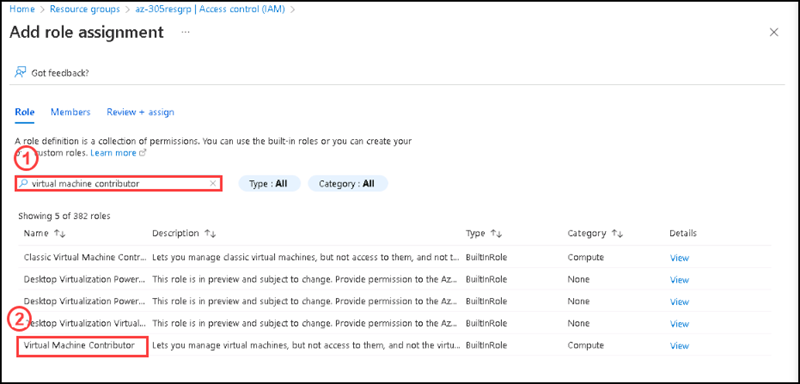 Home > Resource groups > az-305resgrp | Access control (IAM) >
Add role assignment ...
Got feedback?
Role Members Review + assign
A role definition is a collection of permissions. You can use the built-in roles or you can create your
custom roles. Learn more
1
virtual machine contributor
Type : All Category : All
Showing 5 of 382 roles
Name Description Type Category Details
Classic Virtual Machine Contr... Lets you manage classic virtual machines, but not access to them, and not t... BuiltInRole Compute View
Desktop Virtualization Power... This role is in preview and subject to change. Provide permission to the Az... BuiltInRole None View
Desktop Virtualization Power... This role is in preview and subject to change. Provide permission to the Az... BuiltInRole None View
2
Desktop Virtualization Virtual... This role is in preview and subject to change. Provide permission to the Az... BuiltInRole None View
Virtual Machine Contributor Lets you manage virtual machines, but not access to them, and not the virtu... BuiltInRole Compute View